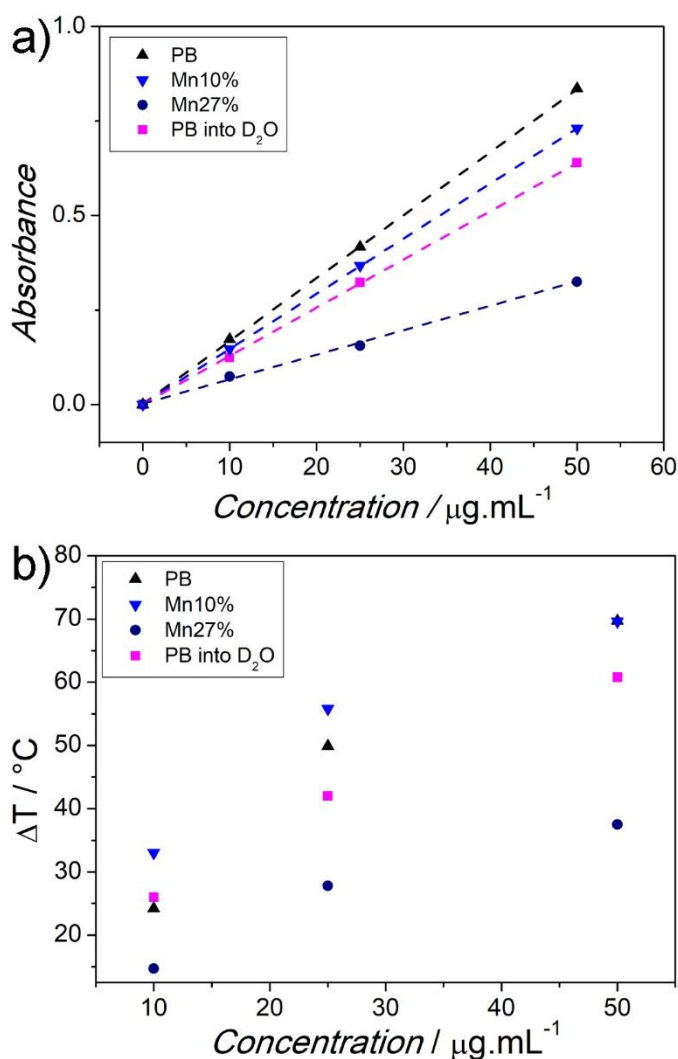 a)
1.0
0.5
0.0
Absorbance
PB
Mn10%
Mn27%
PB into D₂O
0 10 20 30 40 50 60
Concentration / μg.mL⁻¹
b)
80
70
60
50
40
30
20
ΔT / °C
PB
Mn10%
Mn27%
PB into D₂O
10 20 30 40 50
Concentration / μg.mL⁻¹